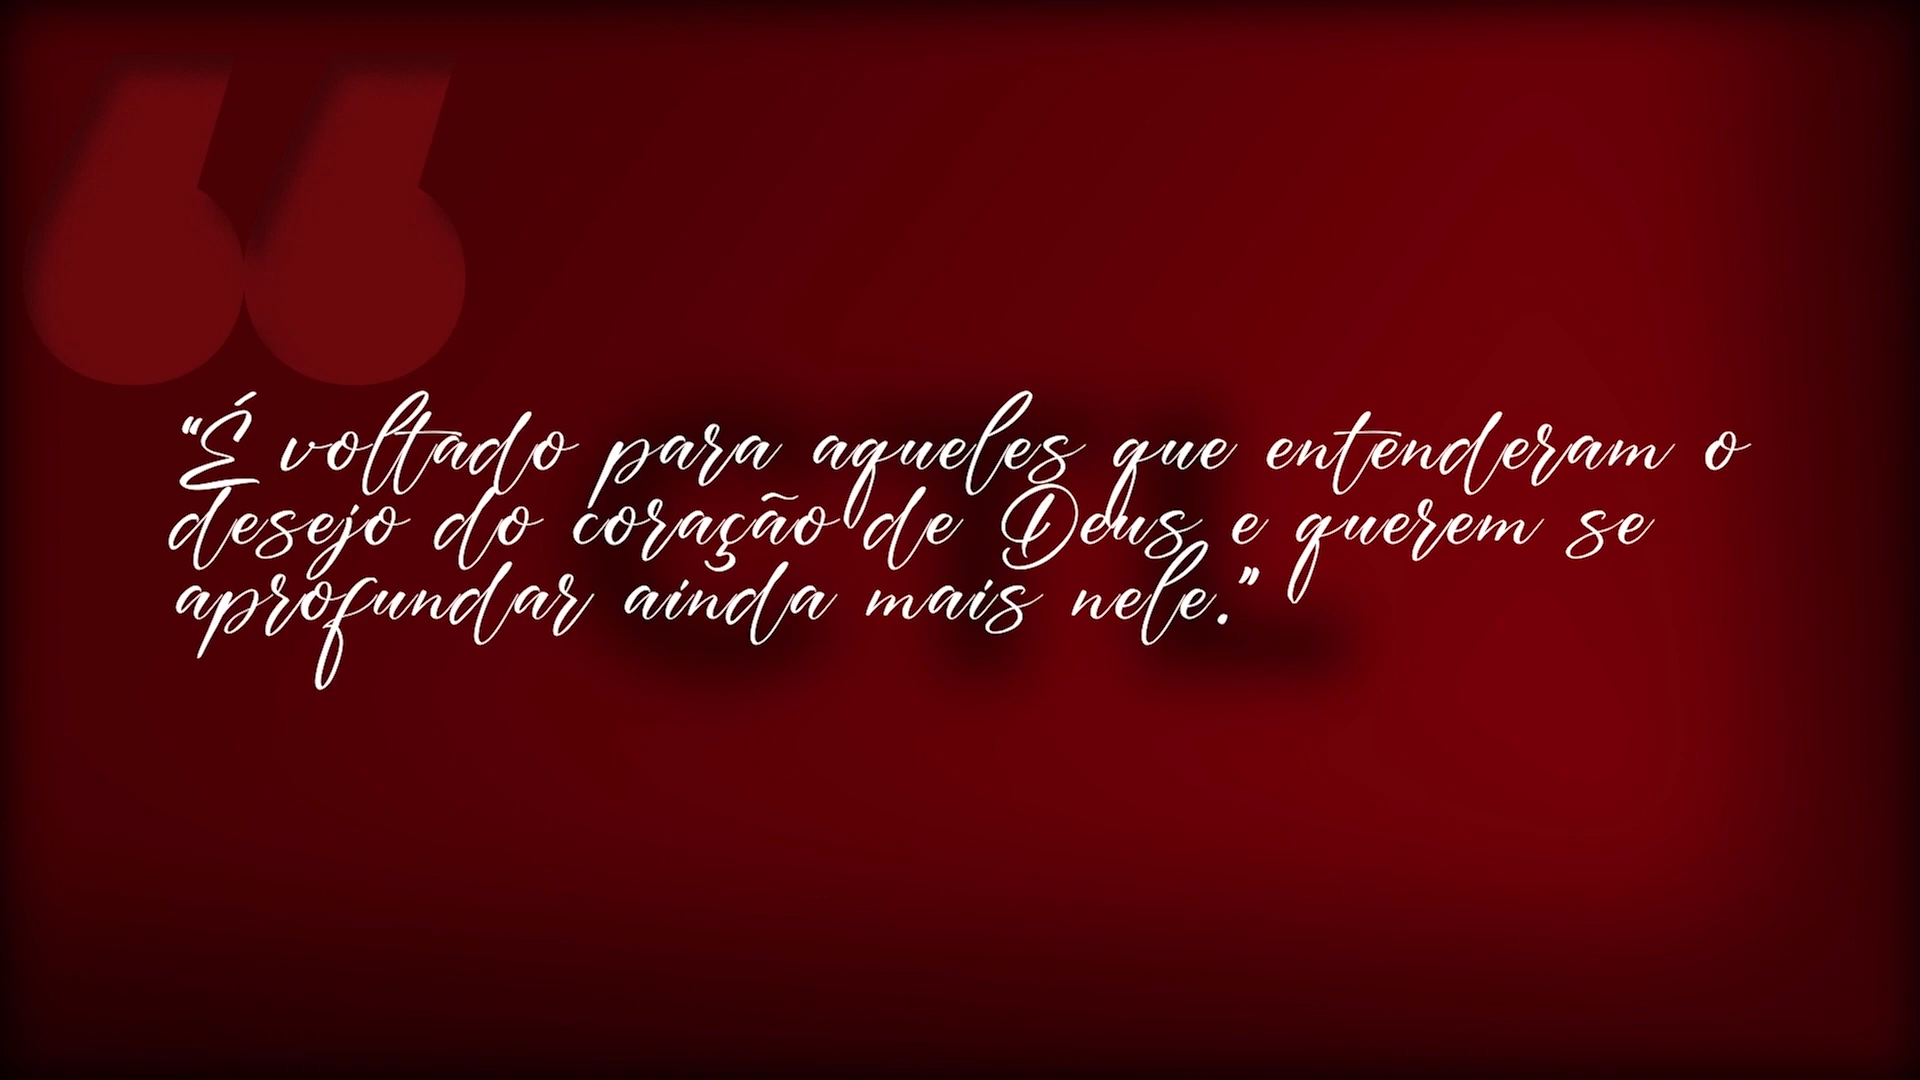 “É voltado para aqueles que entenderam o
desejo do coração de Deus e querem se
aprofundar ainda mais nele.”